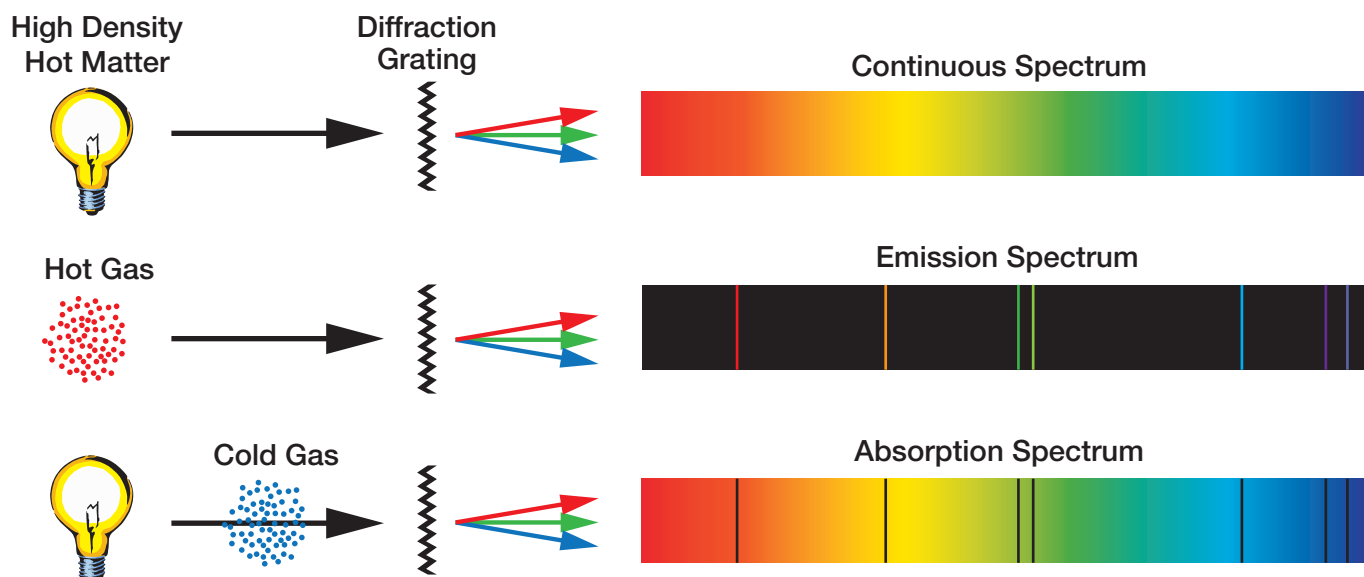 High Density
Hot Matter
Diffraction
Grating
Continuous Spectrum
Hot Gas
Emission Spectrum
Cold Gas
Absorption Spectrum